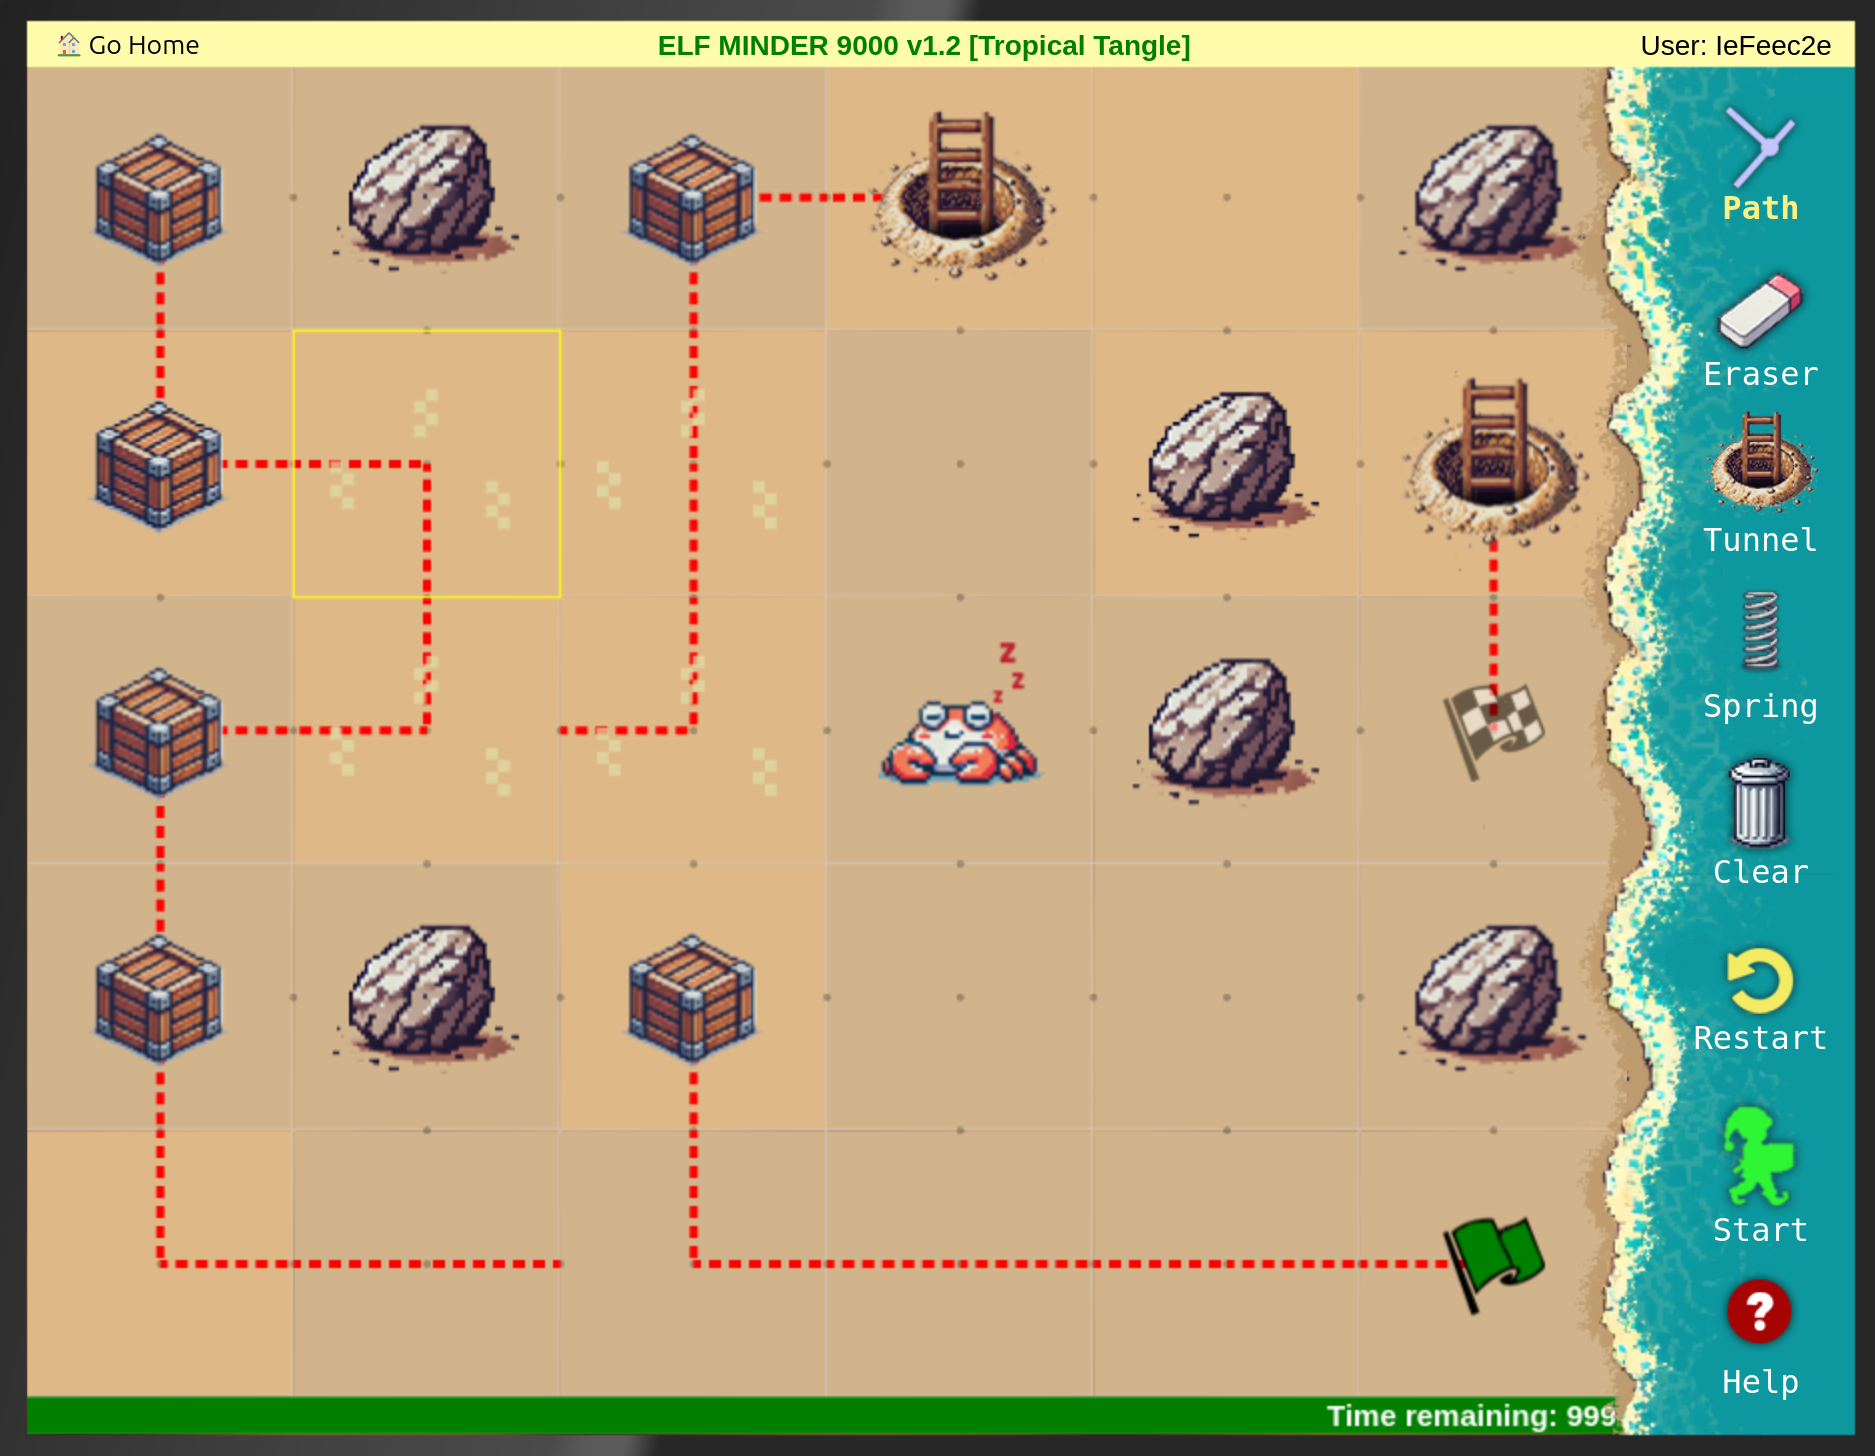 Go Home
ELF MINDER 9000 v1.2 [Tropical Tangle]
User: IeFeec2e
Path
Eraser
Tunnel
z
z
z
Spring
Clear
Restart
Start
?
Help
Time remaining: 999